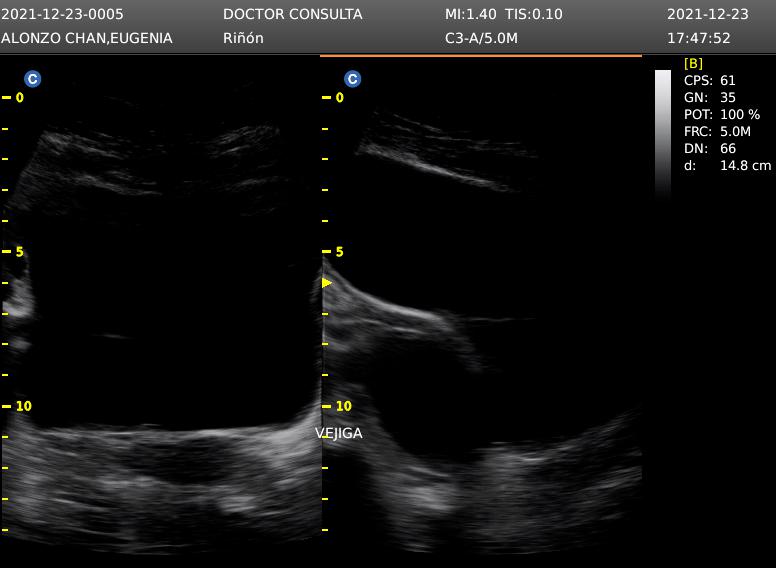 2021-12-23-0005 DOCTOR CONSULTA MI:1.40 TIS:0.10 2021-12-23
ALONZO CHAN,EUGENIA Riñón C3-A/5.0M 17:47:52
[B]
CPS: 61
GN: 35
POT: 100 %
FRC: 5.0M
DN: 66
d: 14.8 cm
C C
0 0
5 5
10 10
VEJIGA